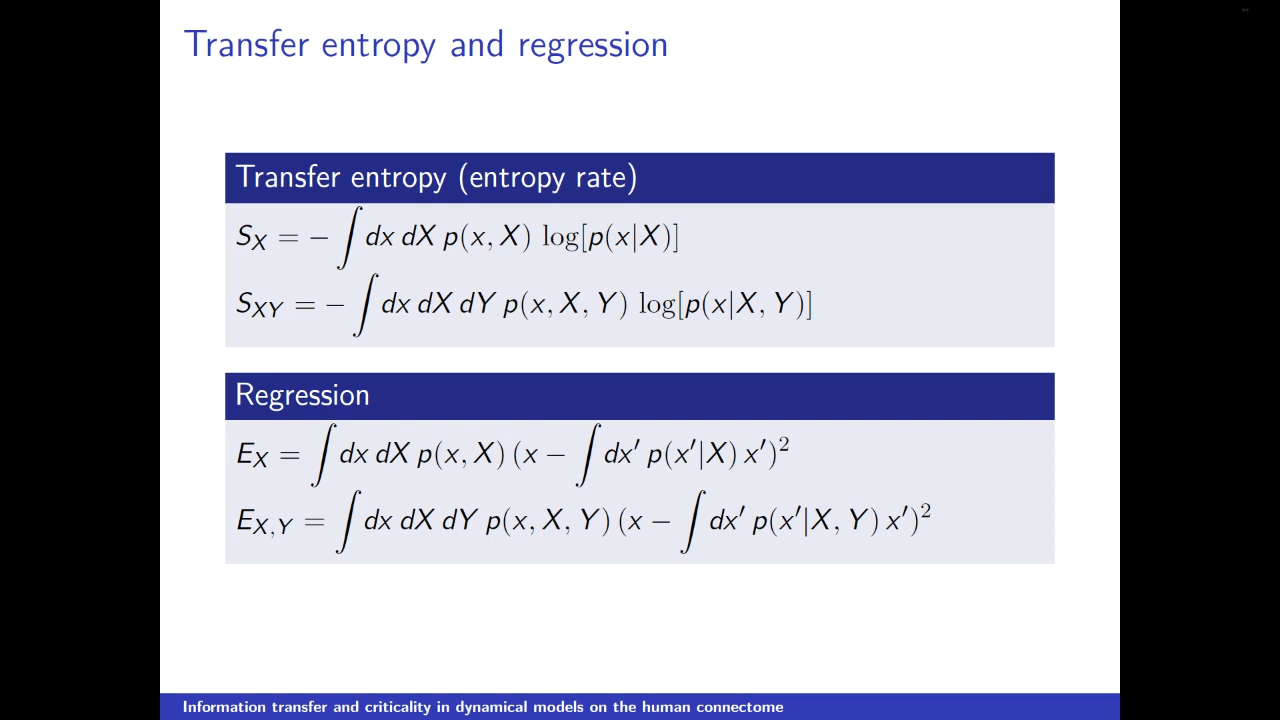 Transfer entropy and regression
Transfer entropy (entropy rate)
S_X = − ∫ dx dX p(x, X) log[p(x|X)]
S_XY = − ∫ dx dX dY p(x, X, Y) log[p(x|X, Y)]
Regression
E_X = ∫ dx dX p(x, X) (x − ∫ dx′ p(x′|X) x′)²
E_X,Y = ∫ dx dX dY p(x, X, Y) (x − ∫ dx′ p(x′|X, Y) x′)²
Information transfer and criticality in dynamical models on the human connectome